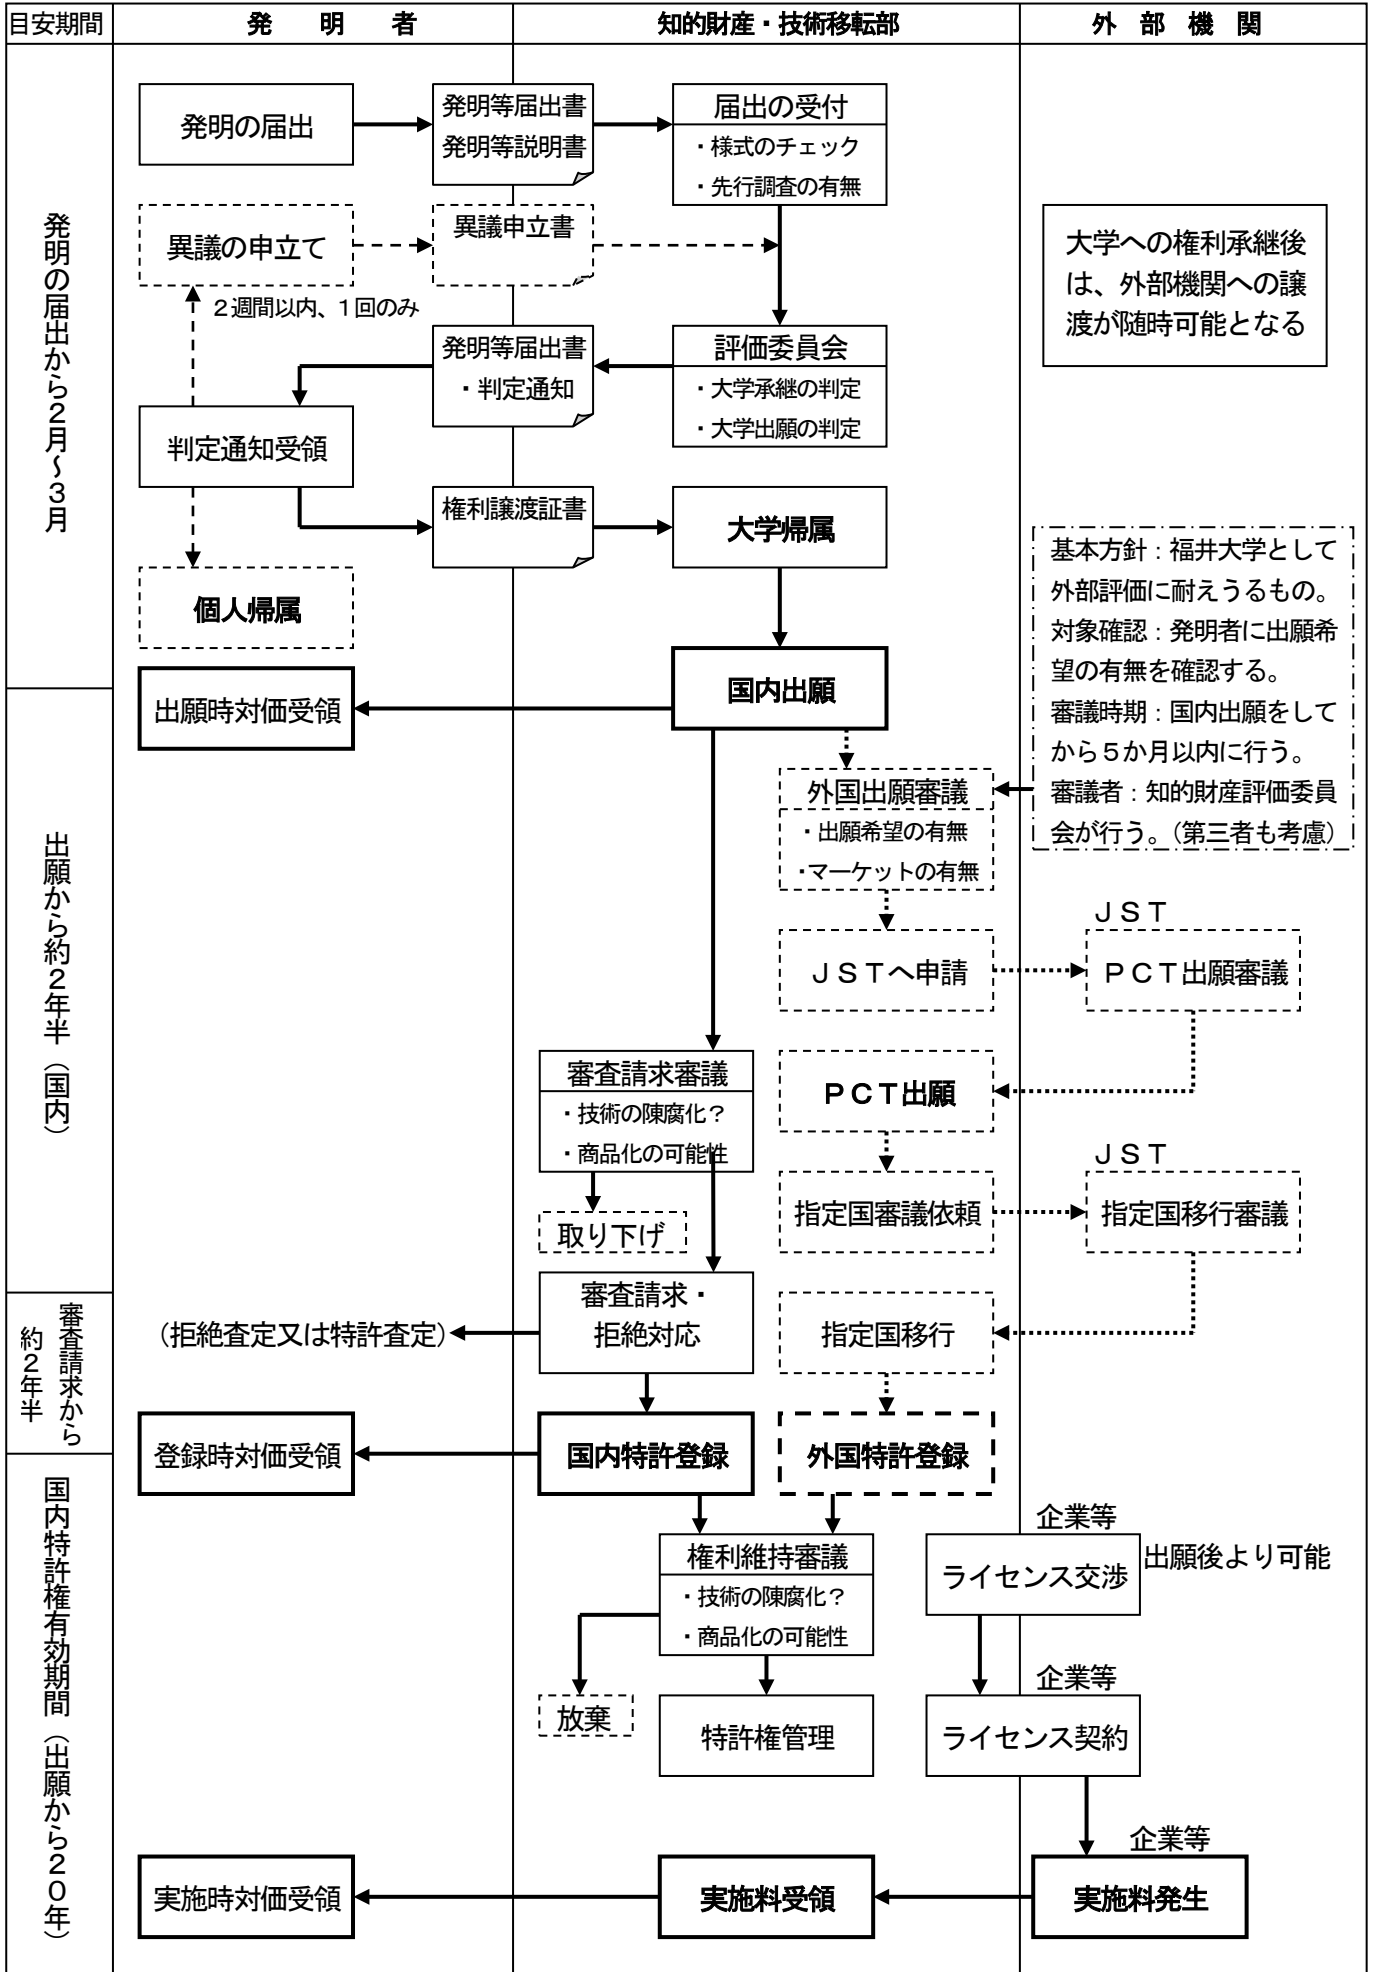 目安期間
発　明　者
知的財産・技術移転部
外　部　機　関
発明の届出から２月～３月
発明の届出
発明等届出書
発明等説明書
届出の受付
・様式のチェック
・先行調査の有無
異議の申立て
異議申立書
２週間以内、１回のみ
大学への権利承継後
は、外部機関への譲
渡が随時可能となる
発明等届出書
・判定通知
評価委員会
・大学承継の判定
・大学出願の判定
判定通知受領
権利譲渡証書
大学帰属
個人帰属
基本方針：福井大学として
外部評価に耐えうるもの。
対象確認：発明者に出願希
望の有無を確認する。
審議時期：国内出願をして
から５か月以内に行う。
審議者：知的財産評価委員
会が行う。（第三者も考慮）
国内出願
出願時対価受領
出願から約２年半（国内）
外国出願審議
・出願希望の有無
・マーケットの有無
ＪＳＴへ申請
ＪＳＴ
ＰＣＴ出願審議
審査請求審議
・技術の陳腐化？
・商品化の可能性
ＰＣＴ出願
取り下げ
指定国審議依頼
ＪＳＴ
指定国移行審議
審査請求から
約２年半
審査請求・
拒絶対応
（拒絶査定又は特許査定）
指定国移行
登録時対価受領
国内特許登録
外国特許登録
国内特許権有効期間（出願から２０年）
権利維持審議
・技術の陳腐化？
・商品化の可能性
企業等
ライセンス交渉
出願後より可能
放棄
特許権管理
企業等
ライセンス契約
企業等
実施時対価受領
実施料受領
実施料発生